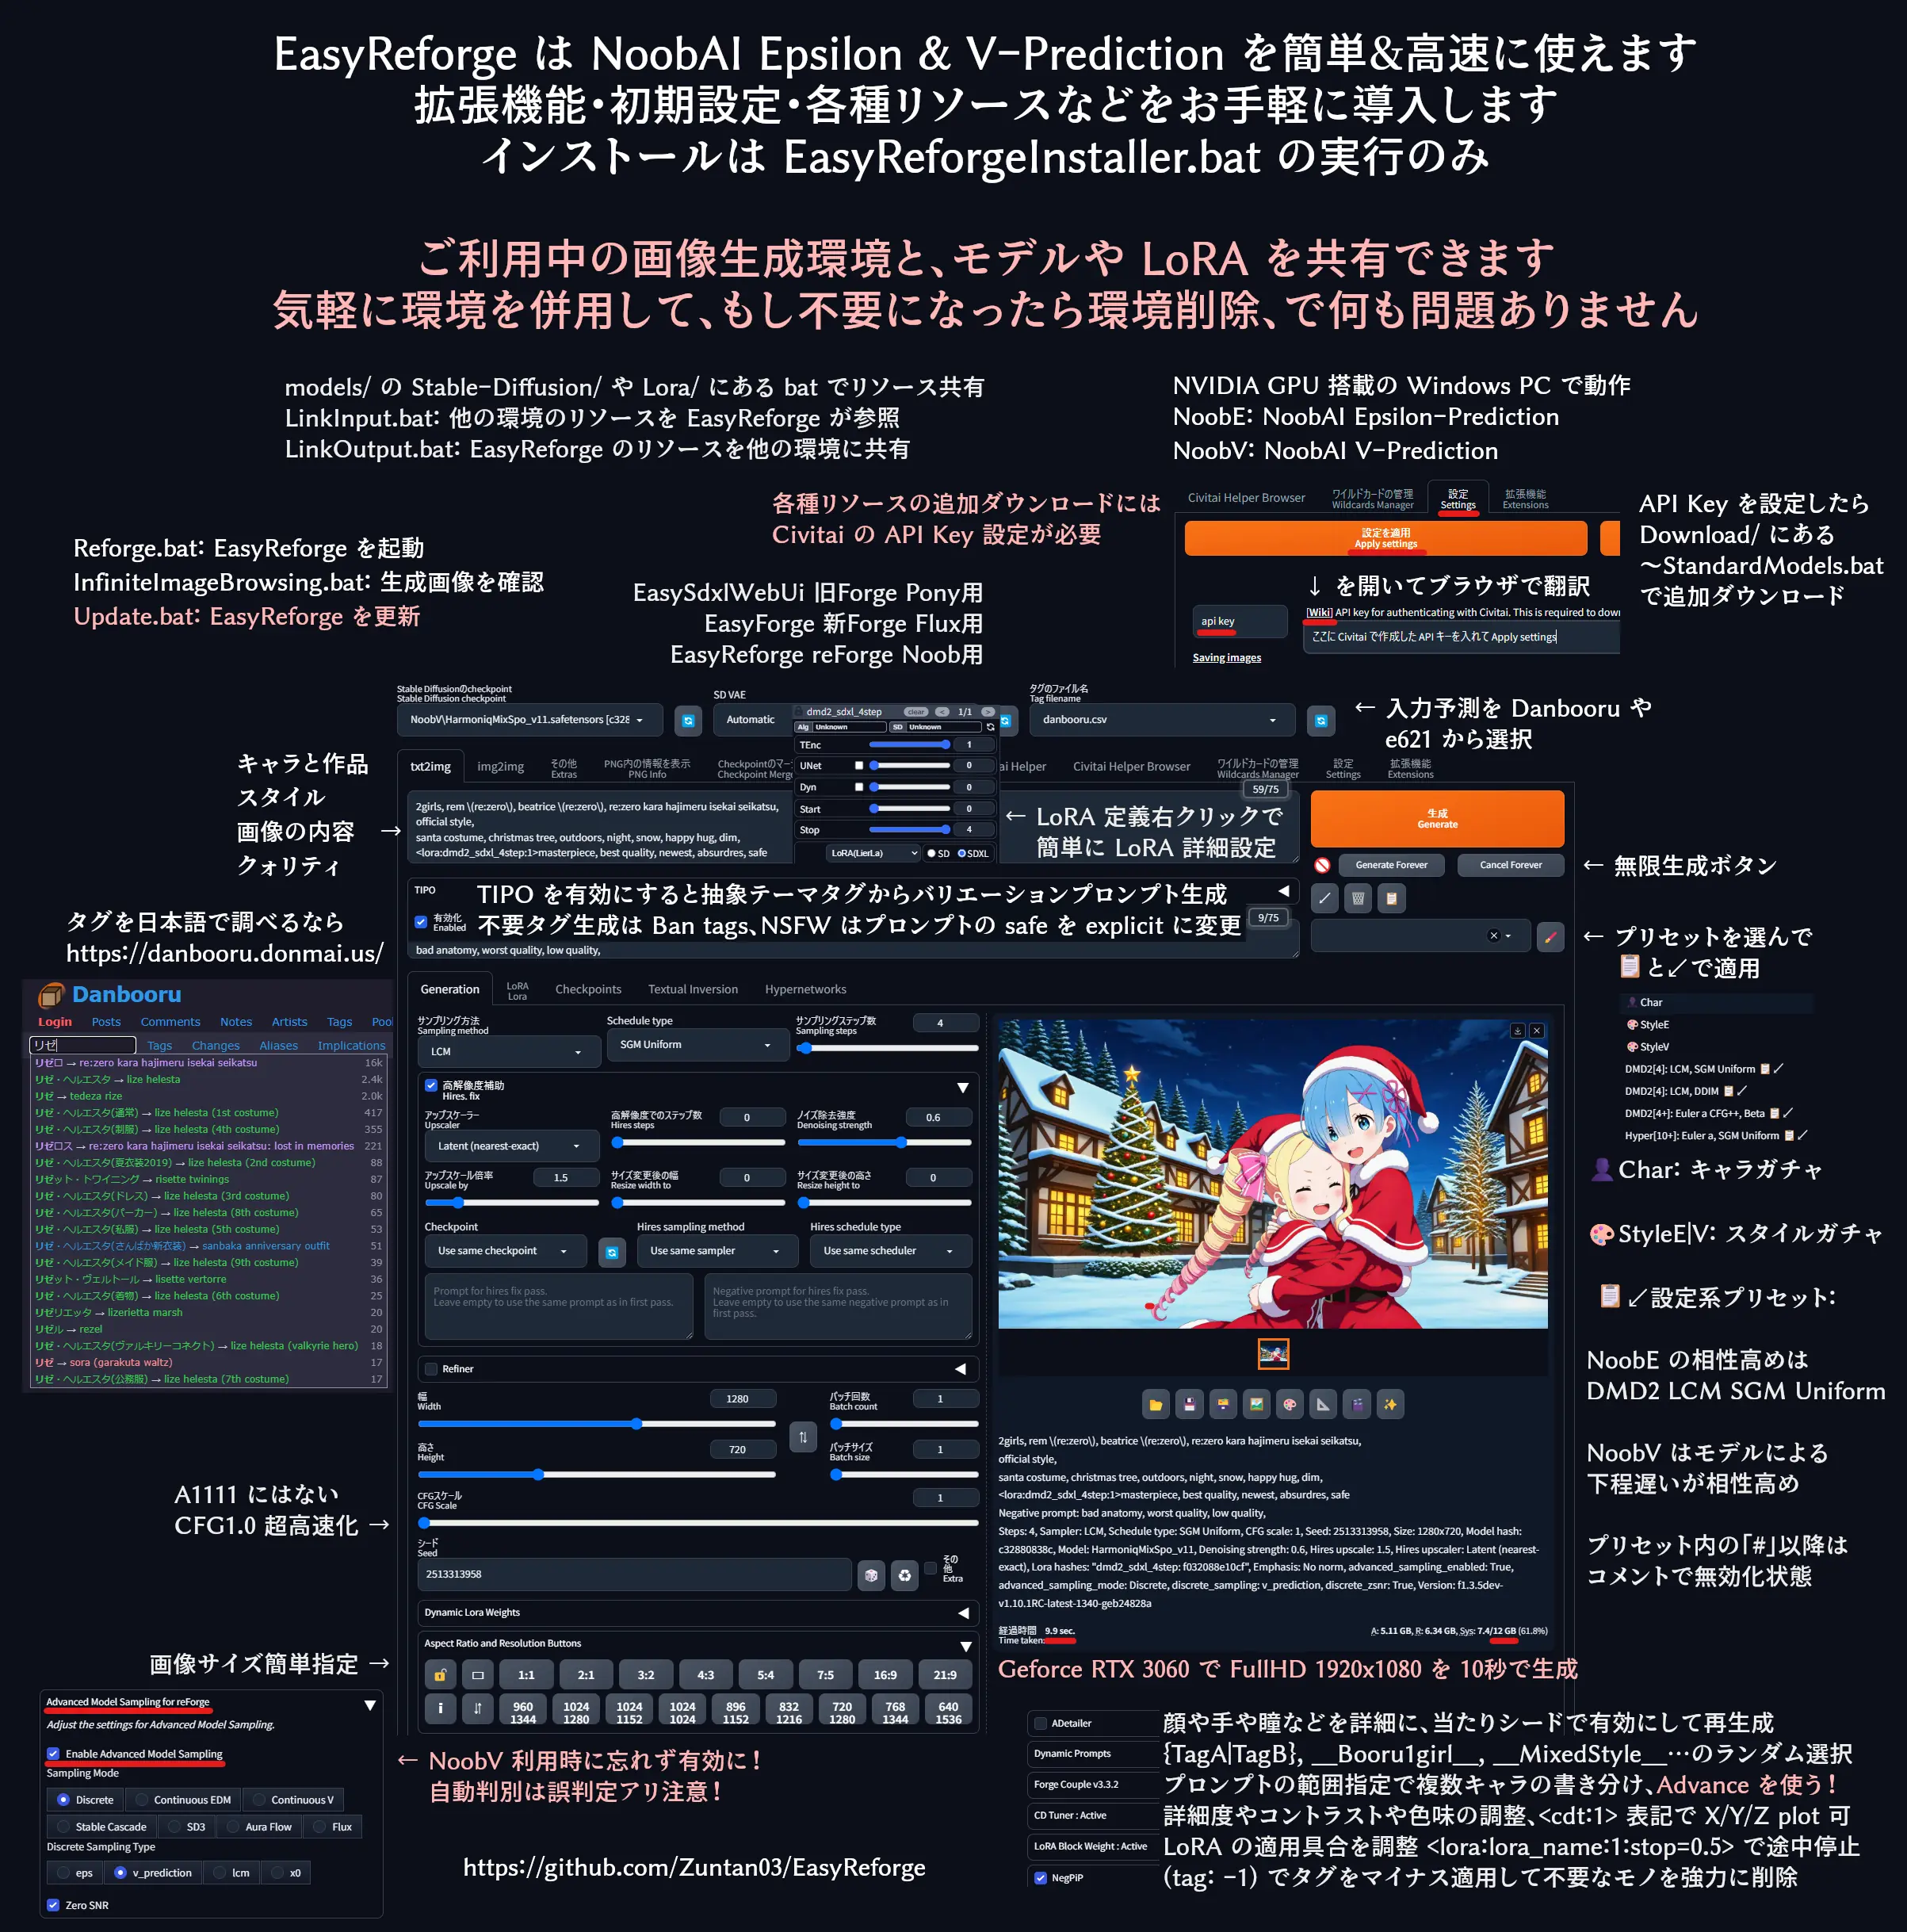 EasyReforge は NoobAI Epsilon & V-Prediction を簡単&高速に使えます
拡張機能・初期設定・各種リソースなどをお手軽に導入します
インストールは EasyReforgeInstaller.bat の実行のみ
ご利用中の画像生成環境と、モデルや LoRA を共有できます
気軽に環境を併用して、もし不要になったら環境削除、で何も問題ありません
models/ の Stable-Diffusion/ や Lora/ にある bat でリソース共有
LinkInput.bat: 他の環境のリソースを EasyReforge が参照
LinkOutput.bat: EasyReforge のリソースを他の環境に共有
NVIDIA GPU 搭載の Windows PC で動作
NoobE: NoobAI Epsilon-Prediction
NoobV: NoobAI V-Prediction
各種リソースの追加ダウンロードには
Civitai の API Key 設定が必要
Civitai Helper Browser
ワイルドカードの管理
Wildcards Manager
設定
Settings
拡張機能
Extensions
設定を適用
Apply settings
↓ を開いてブラウザで翻訳
[Wiki] API key for authenticating with Civitai. This is required to down
api key
ここに Civitai で作成した API キーを入れて Apply settings
Saving images
API Key を設定したら
Download/ にある
～StandardModels.bat
で追加ダウンロード
Reforge.bat: EasyReforge を起動
InfiniteImageBrowsing.bat: 生成画像を確認
Update.bat: EasyReforge を更新
EasySdxlWebUi 旧Forge Pony用
EasyForge 新Forge Flux用
EasyReforge reForge Noob用
Stable Diffusionのcheckpoint
Stable Diffusion checkpoint
NoobV\HarmoniqMixSpo_v11.safetensors [c328
SD VAE
Automatic
タグのファイル名
Tag filename
danbooru.csv
← 入力予測を Danbooru や
e621 から選択
dmd2_sdxl_4step clear < 1/1 >
Alg Unknown SD Unknown
TEnc 1
UNet 0
Dyn 0
Start 0
Stop 4
LoRA(LierLa) SD SDXL
txt2img
img2img
その他
Extras
PNG内の情報を表示
PNG Info
Checkpointのマー
Checkpoint Merge
ai Helper
Civitai Helper Browser
ワイルドカードの管理
Wildcards Manager
設定
Settings
拡張機能
Extensions
キャラと作品
スタイル
画像の内容 →
クォリティ
59/75
2girls, rem \(re:zero\), beatrice \(re:zero\), re:zero kara hajimeru isekai seikatsu,
official style,
santa costume, christmas tree, outdoors, night, snow, happy hug, dim,
<lora:dmd2_sdxl_4step:1>masterpiece, best quality, newest, absurdres, safe
← LoRA 定義右クリックで
簡単に LoRA 詳細設定
生成
Generate
Generate Forever
Cancel Forever
← 無限生成ボタン
TIPO
有効化
Enabled
TIPO を有効にすると抽象テーマタグからバリエーションプロンプト生成
不要タグ生成は Ban tags、NSFW はプロンプトの safe を explicit に変更
9/75
bad anatomy, worst quality, low quality,
← プリセットを選んで
📋と↙で適用
タグを日本語で調べるなら
https://danbooru.donmai.us/
Danbooru
Login Posts Comments Notes Artists Tags Pool
リゼ Tags Changes Aliases Implications
リゼロ → re:zero kara hajimeru isekai seikatsu 16k
リゼ・ヘルエスタ → lize helesta 2.4k
リゼ → tedeza rize 2.0k
リゼ・ヘルエスタ(通常) → lize helesta (1st costume) 417
リゼ・ヘルエスタ(制服) → lize helesta (4th costume) 355
リゼロス → re:zero kara hajimeru isekai seikatsu: lost in memories 221
リゼ・ヘルエスタ(夏衣装2019) → lize helesta (2nd costume) 88
リゼット・トワイニング → risette twinings 87
リゼ・ヘルエスタ(ドレス) → lize helesta (3rd costume) 80
リゼ・ヘルエスタ(パーカー) → lize helesta (8th costume) 65
リゼ・ヘルエスタ(私服) → lize helesta (5th costume) 53
リゼ・ヘルエスタ(さんばか新衣装) → sanbaka anniversary outfit 51
リゼ・ヘルエスタ(メイド服) → lize helesta (9th costume) 39
リゼット・ヴェルトール → lisette vertorre 36
リゼ・ヘルエスタ(着物) → lize helesta (6th costume) 25
リゼリエッタ → lizerietta marsh 20
リゼル → rezel 20
リゼ・ヘルエスタ(ヴァルキリーコネクト) → lize helesta (valkyrie hero) 18
リゼ → sora (garakuta waltz) 17
リゼ・ヘルエスタ(公務服) → lize helesta (7th costume) 17
Generation
LoRA
Lora
Checkpoints
Textual Inversion
Hypernetworks
サンプリング方法
Sampling method
LCM
Schedule type
SGM Uniform
サンプリングステップ数
Sampling steps
4
高解像度補助
Hires. fix
アップスケーラー
Upscaler
Latent (nearest-exact)
高解像度でのステップ数
Hires steps
0
ノイズ除去強度
Denoising strength
0.6
アップスケール倍率
Upscale by
1.5
サイズ変更後の幅
Resize width to
0
サイズ変更後の高さ
Resize height to
0
Checkpoint
Use same checkpoint
Hires sampling method
Use same sampler
Hires schedule type
Use same scheduler
Prompt for hires fix pass.
Leave empty to use the same prompt as in first pass.
Negative prompt for hires fix pass.
Leave empty to use the same negative prompt as in
first pass.
Refiner
幅
Width
1280
バッチ回数
Batch count
1
高さ
Height
720
バッチサイズ
Batch size
1
CFGスケール
CFG Scale
1
シード
Seed
2513313958
その
他
Extra
Dynamic Lora Weights
Aspect Ratio and Resolution Buttons
1:1 2:1 3:2 4:3 5:4 7:5 16:9 21:9
960 1024 1024 1024 896 832 720 768 640
1344 1280 1152 1024 1152 1216 1280 1344 1536
A1111 にはない
CFG1.0 超高速化 →
画像サイズ簡単指定 →
👤 Char
🎨 StyleE
🎨 StyleV
DMD2[4]: LCM, SGM Uniform 📋↙
DMD2[4]: LCM, DDIM 📋↙
DMD2[4+]: Euler a CFG++, Beta 📋↙
Hyper[10+]: Euler a, SGM Uniform 📋↙
👤Char: キャラガチャ
🎨StyleE|V: スタイルガチャ
📋↙設定系プリセット:
NoobE の相性高めは
DMD2 LCM SGM Uniform
NoobV はモデルによる
下程遅いが相性高め
プリセット内の「#」以降は
コメントで無効化状態
2girls, rem \(re:zero\), beatrice \(re:zero\), re:zero kara hajimeru isekai seikatsu,
official style,
santa costume, christmas tree, outdoors, night, snow, happy hug, dim,
<lora:dmd2_sdxl_4step:1>masterpiece, best quality, newest, absurdres, safe
Negative prompt: bad anatomy, worst quality, low quality,
Steps: 4, Sampler: LCM, Schedule type: SGM Uniform, CFG scale: 1, Seed: 2513313958, Size: 1280x720, Model hash:
c32880838c, Model: HarmoniqMixSpo_v11, Denoising strength: 0.6, Hires upscale: 1.5, Hires upscaler: Latent (nearest-
exact), Lora hashes: "dmd2_sdxl_4step: f032088e10cf", Emphasis: No norm, advanced_sampling_enabled: True,
advanced_sampling_mode: Discrete, discrete_sampling: v_prediction, discrete_zsnr: True, Version: f1.3.5dev-
v1.10.1RC-latest-1340-geb24828a
経過時間 9.9 sec.
Time taken:
A: 5.11 GB, R: 6.34 GB, Sys: 7.4/12 GB (61.8%)
Geforce RTX 3060 で FullHD 1920x1080 を 10秒で生成
Advanced Model Sampling for reForge
Adjust the settings for Advanced Model Sampling.
Enable Advanced Model Sampling
Sampling Mode
Discrete Continuous EDM Continuous V
Stable Cascade SD3 Aura Flow Flux
Discrete Sampling Type
eps v_prediction lcm x0
Zero SNR
← NoobV 利用時に忘れず有効に！
自動判別は誤判定アリ注意！
https://github.com/Zuntan03/EasyReforge
ADetailer 顔や手や瞳などを詳細に、当たりシードで有効にして再生成
Dynamic Prompts {TagA|TagB}, __Booru1girl__, __MixedStyle__…のランダム選択
Forge Couple v3.3.2 プロンプトの範囲指定で複数キャラの書き分け、Advance を使う！
CD Tuner : Active 詳細度やコントラストや色味の調整、<cdt:1> 表記で X/Y/Z plot 可
LoRA Block Weight : Active LoRA の適用具合を調整 <lora:lora_name:1:stop=0.5> で途中停止
NegPiP (tag: -1) でタグをマイナス適用して不要なモノを強力に削除